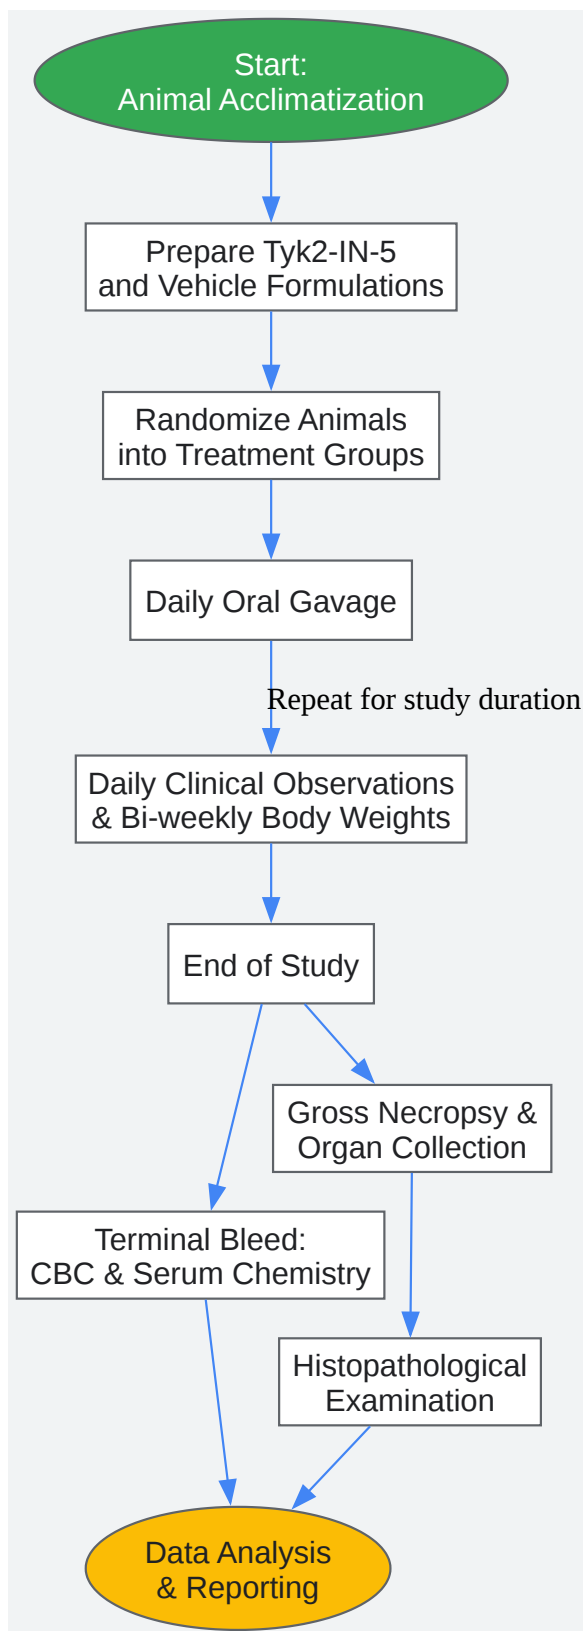 Start:
Animal Acclimatization
Prepare Tyk2-IN-5
and Vehicle Formulations
Randomize Animals
into Treatment Groups
Daily Oral Gavage
Repeat for study duration
Daily Clinical Observations
& Bi-weekly Body Weights
End of Study
Gross Necropsy &
Organ Collection
Terminal Bleed:
CBC & Serum Chemistry
Histopathological
Examination
Data Analysis
& Reporting